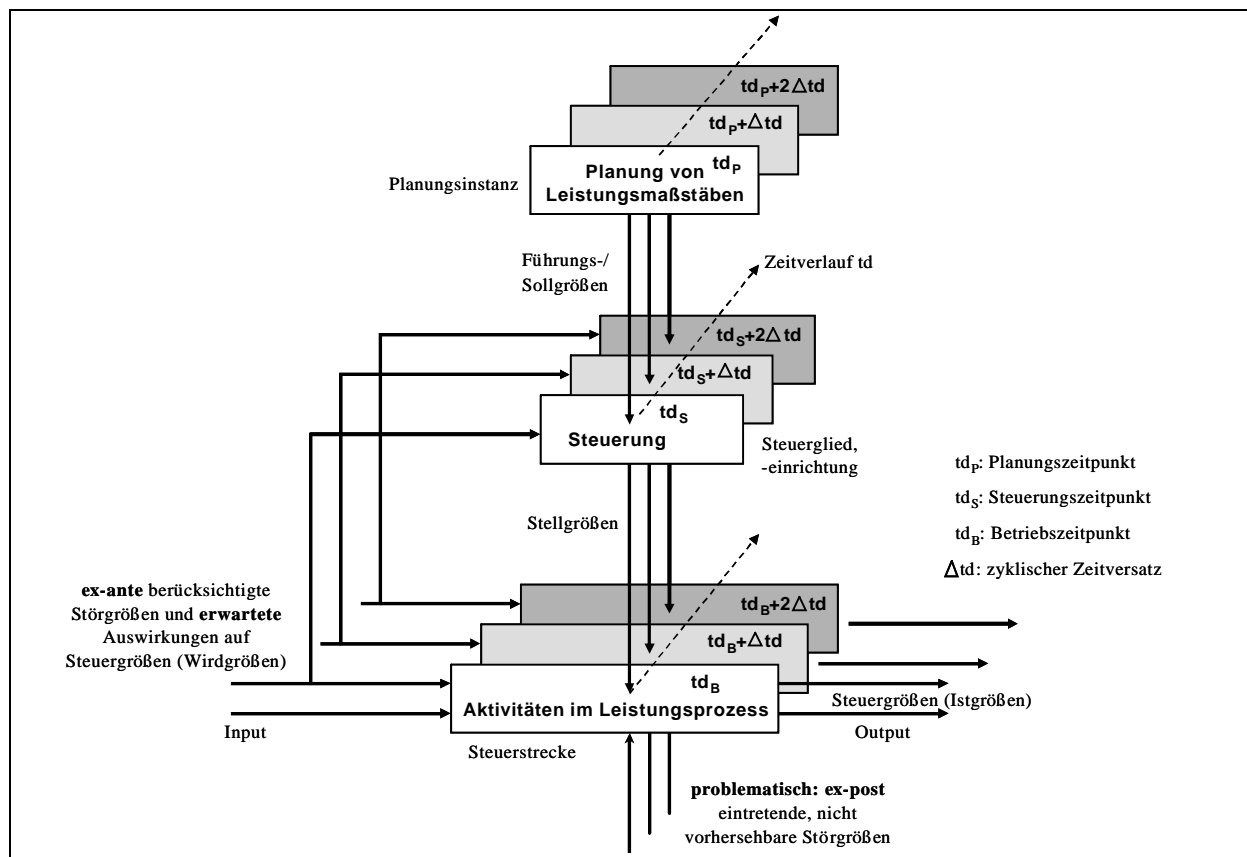 td_P+2Δtd
td_P+Δtd
td_P
Planung von
Leistungsmaßstäben
Planungsinstanz
Führungs-/
Sollgrößen
Zeitverlauf td
td_S+2Δtd
td_S+Δtd
td_S
Steuerung
Steuerglied,
-einrichtung
td_P: Planungszeitpunkt
td_S: Steuerungszeitpunkt
td_B: Betriebszeitpunkt
Δtd: zyklischer Zeitversatz
Stellgrößen
ex-ante berücksichtigte
Störgrößen und erwartete
Auswirkungen auf
Steuergrößen (Wirdgrößen)
td_B+2Δtd
td_B+Δtd
td_B
Aktivitäten im Leistungsprozess
Steuergrößen (Istgrößen)
Input
Output
Steuerstrecke
problematisch: ex-post
eintretende, nicht
vorhersehbare Störgrößen